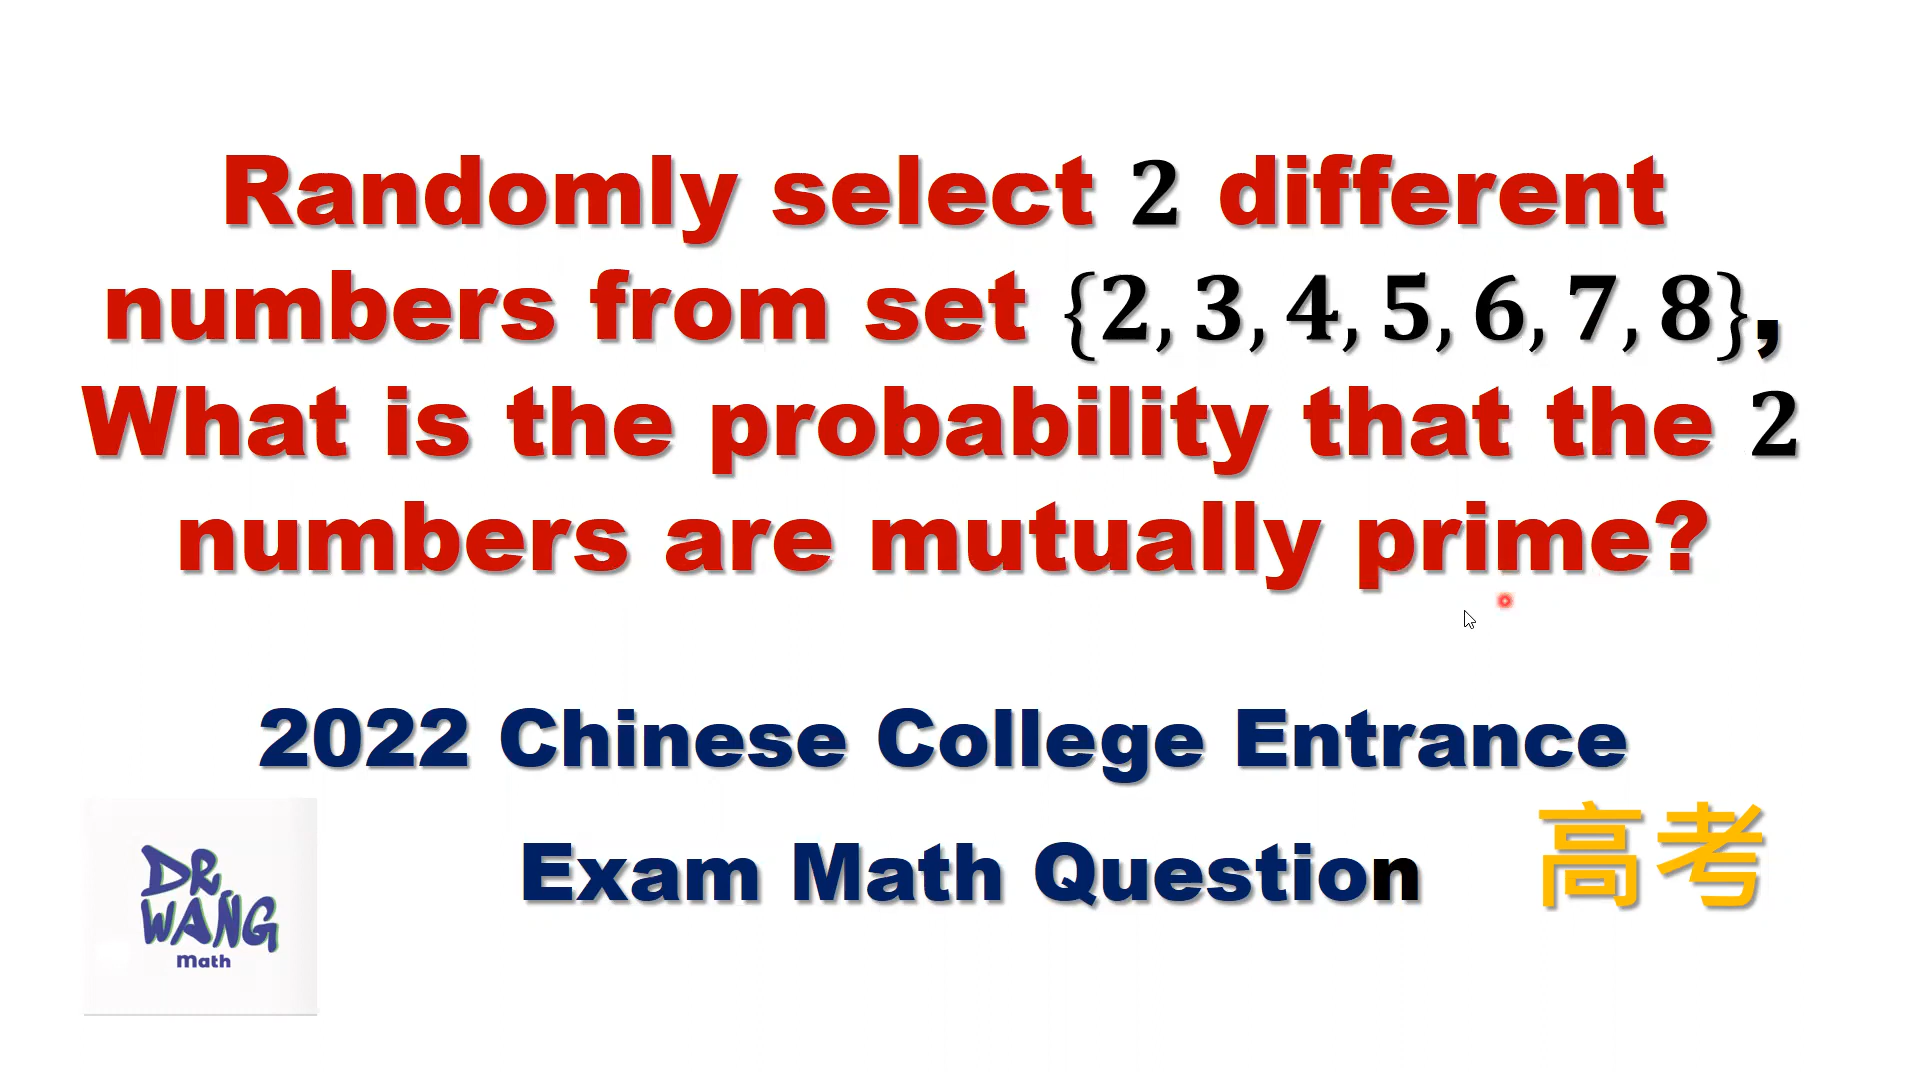 Randomly select 2 different
numbers from set {2, 3, 4, 5, 6, 7, 8},
What is the probability that the 2
numbers are mutually prime?
2022 Chinese College Entrance
Exam Math Question 高考
DR.
WANG
Math